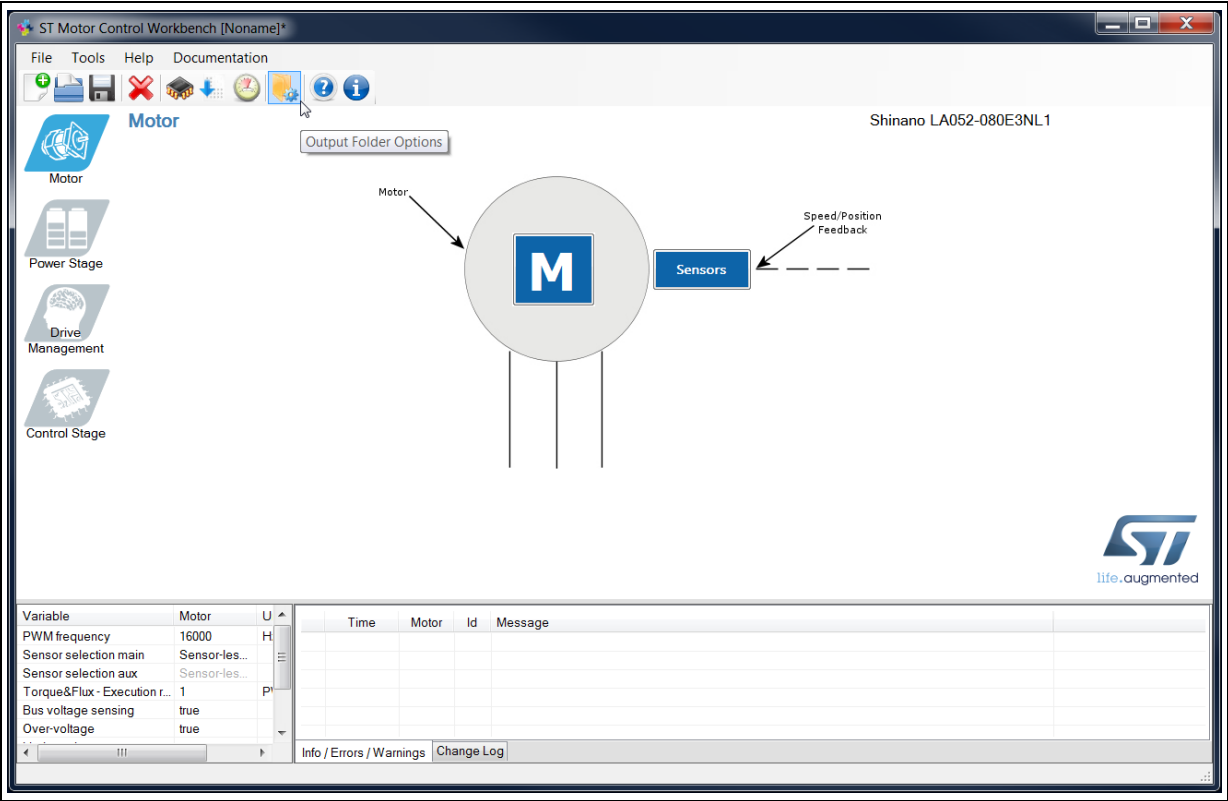 ST Motor Control Workbench [Noname]*
File Tools Help Documentation
Motor
Shinano LA052-080E3NL1
Output Folder Options
Motor
Power Stage
Drive
Management
Control Stage
Motor
M
Sensors
Speed/Position
Feedback
ST
life.augmented
Variable Motor U
PWM frequency 16000
Sensor selection main Sensor-les...
Sensor selection aux Sensor-les...
Torque&Flux - Execution r... 1
Bus voltage sensing true
Over-voltage true
Time Motor Id Message
Info / Errors / Warnings Change Log